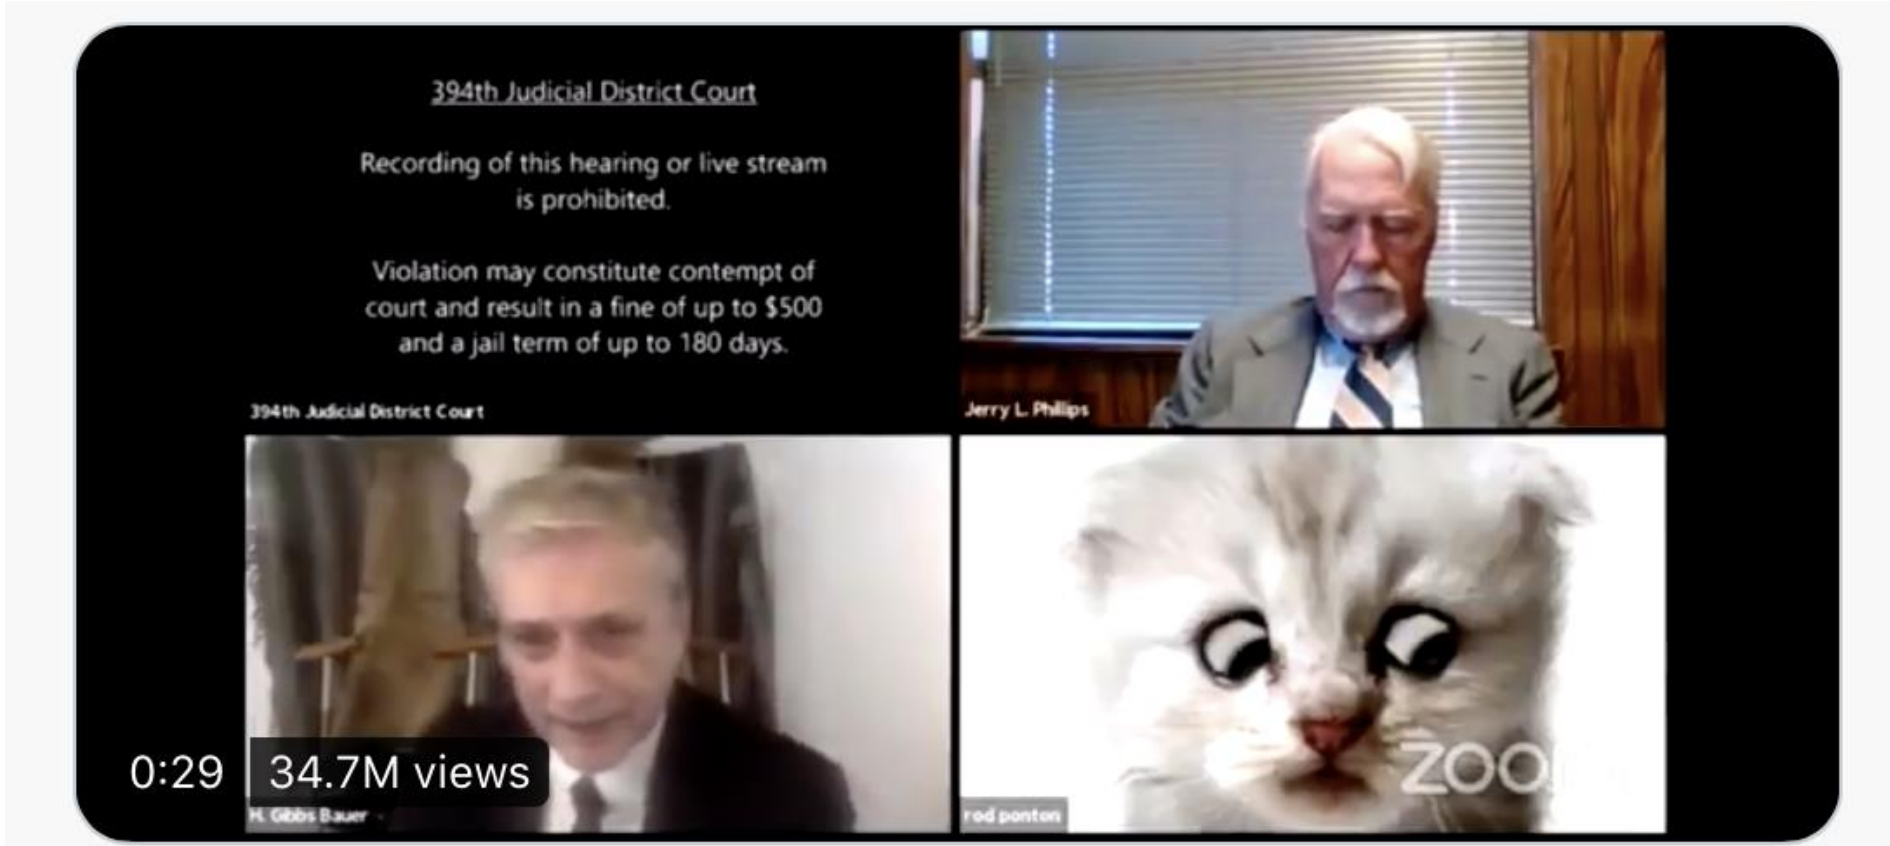 394th Judicial District Court
Recording of this hearing or live stream
is prohibited.
Violation may constitute contempt of
court and result in a fine of up to $500
and a jail term of up to 180 days.
394th Judicial District Court
Jerry L. Phillips
0:29
34.7M views
H. Gibbs Bauer
rod ponton
zoom